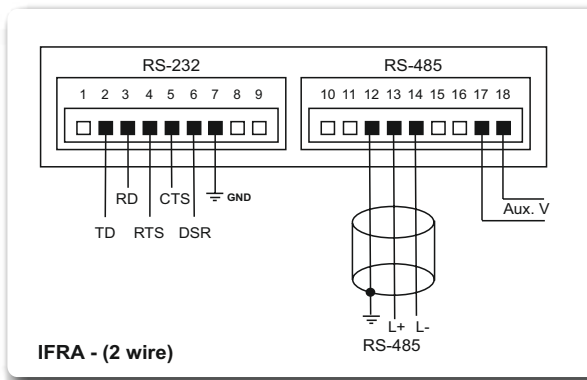 RS-232 RS-485
1 2 3 4 5 6 7 8 9 10 11 12 13 14 15 16 17 18
RD CTS GND Aux. V
TD RTS DSR
L+ L-
RS-485
IFRA - (2 wire)